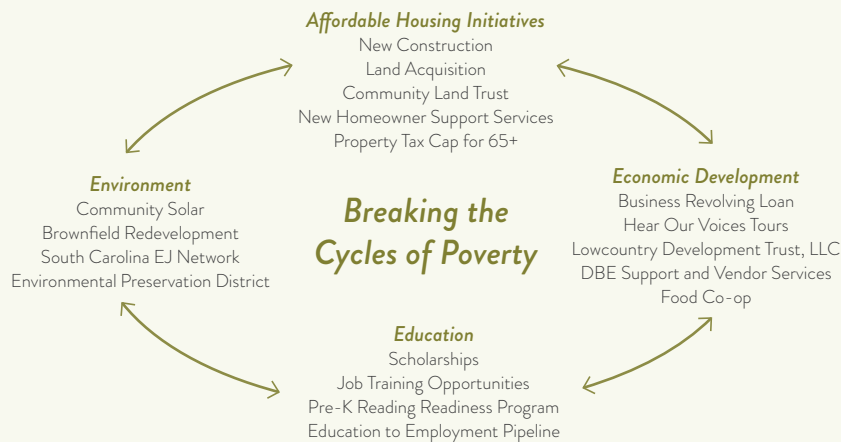 Affordable Housing Initiatives
New Construction
Land Acquisition
Community Land Trust
New Homeowner Support Services
Property Tax Cap for 65+
Environment
Community Solar
Brownfield Redevelopment
South Carolina EJ Network
Environmental Preservation District
Breaking the
Cycles of Poverty
Economic Development
Business Revolving Loan
Hear Our Voices Tours
Lowcountry Development Trust, LLC
DBE Support and Vendor Services
Food Co-op
Education
Scholarships
Job Training Opportunities
Pre-K Reading Readiness Program
Education to Employment Pipeline